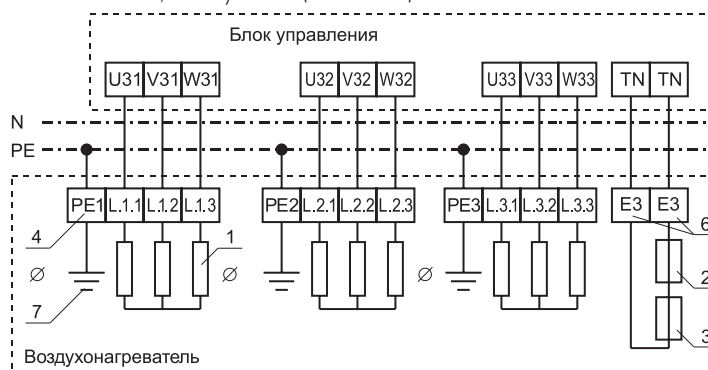 Блок управления
U31 V31 W31 U32 V32 W32 U33 V33 W33 TN TN
N
PE
PE1 L.1.1 L.1.2 L.1.3 PE2 L.2.1 L.2.2 L.2.3 PE3 L.3.1 L.3.2 L.3.3 E3 E3
4 1 6
2
7 3
Воздухонагреватель